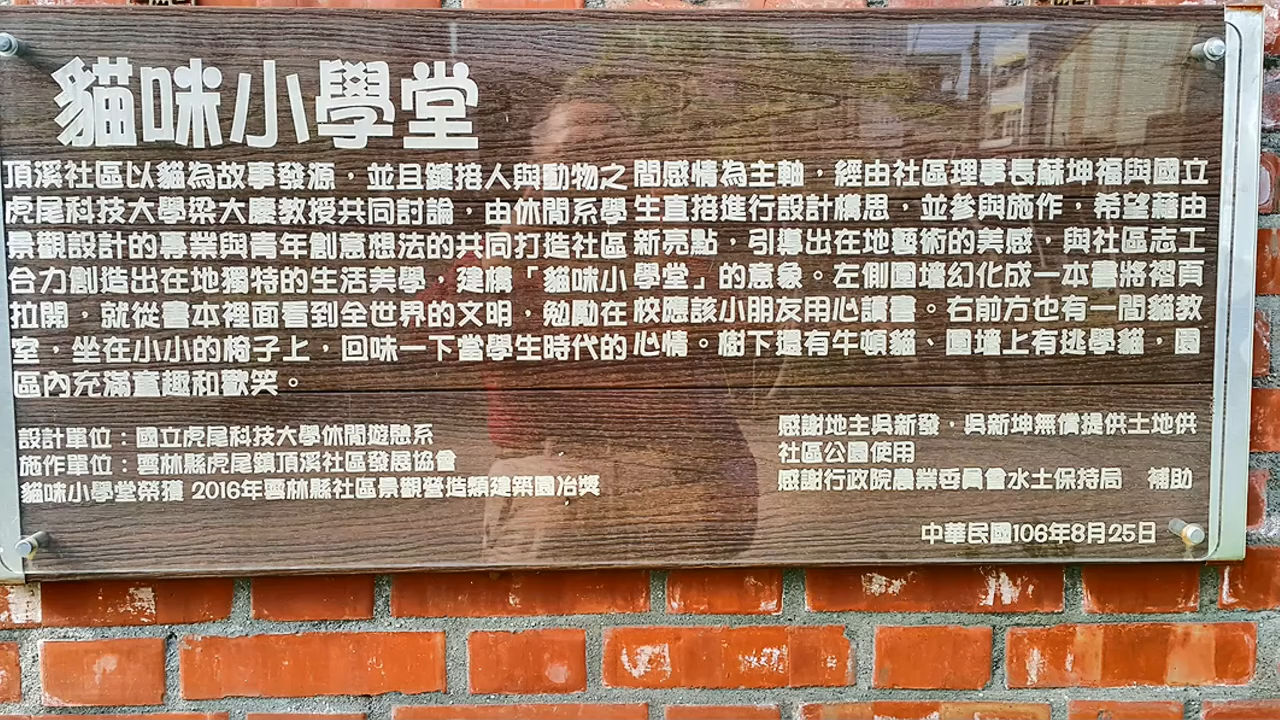 貓咪小學堂
頂溪社區以貓為故事發源，並且鏈接人與動物之間感情為主軸，經由社區理事長蘇坤福與國立
虎尾科技大學梁大慶教授共同討論，由休閒系學生直接進行設計構思，並參與施作，希望藉由
景觀設計的專業與青年創意想法的共同打造社區新亮點，引導出在地藝術的美感，與社區志工
合力創造出在地獨特的生活美學，建構「貓咪小學堂」的意象。左側圍墻幻化成一本書將褶頁
拉開，就從書本裡面看到全世界的文明，勉勵在校應該小朋友用心讀書。右前方也有一間貓教
室，坐在小小的椅子上，回味一下當學生時代的心情。樹下還有牛頓貓、圍墻上有逃學貓，園
區內充滿童趣和歡笑。
設計單位：國立虎尾科技大學休閒遊憩系
施作單位：雲林縣虎尾鎮頂溪社區發展協會
貓咪小學堂榮獲 2016年雲林縣社區景觀營造類建築園冶獎
感謝地主吳新發．吳新坤無償提供土地供
社區公園使用
感謝行政院農業委員會水土保持局　補助
中華民國106年8月25日